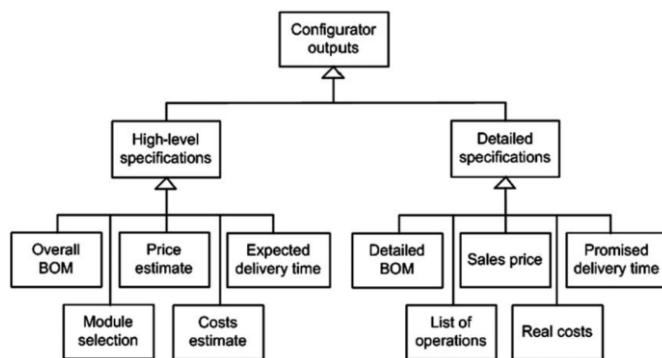 Configurator
outputs
High-level
specifications
Detailed
specifications
Overall
BOM
Price
estimate
Expected
delivery time
Detailed
BOM
Sales price
Promised
delivery time
Module
selection
Costs
estimate
List of
operations
Real costs